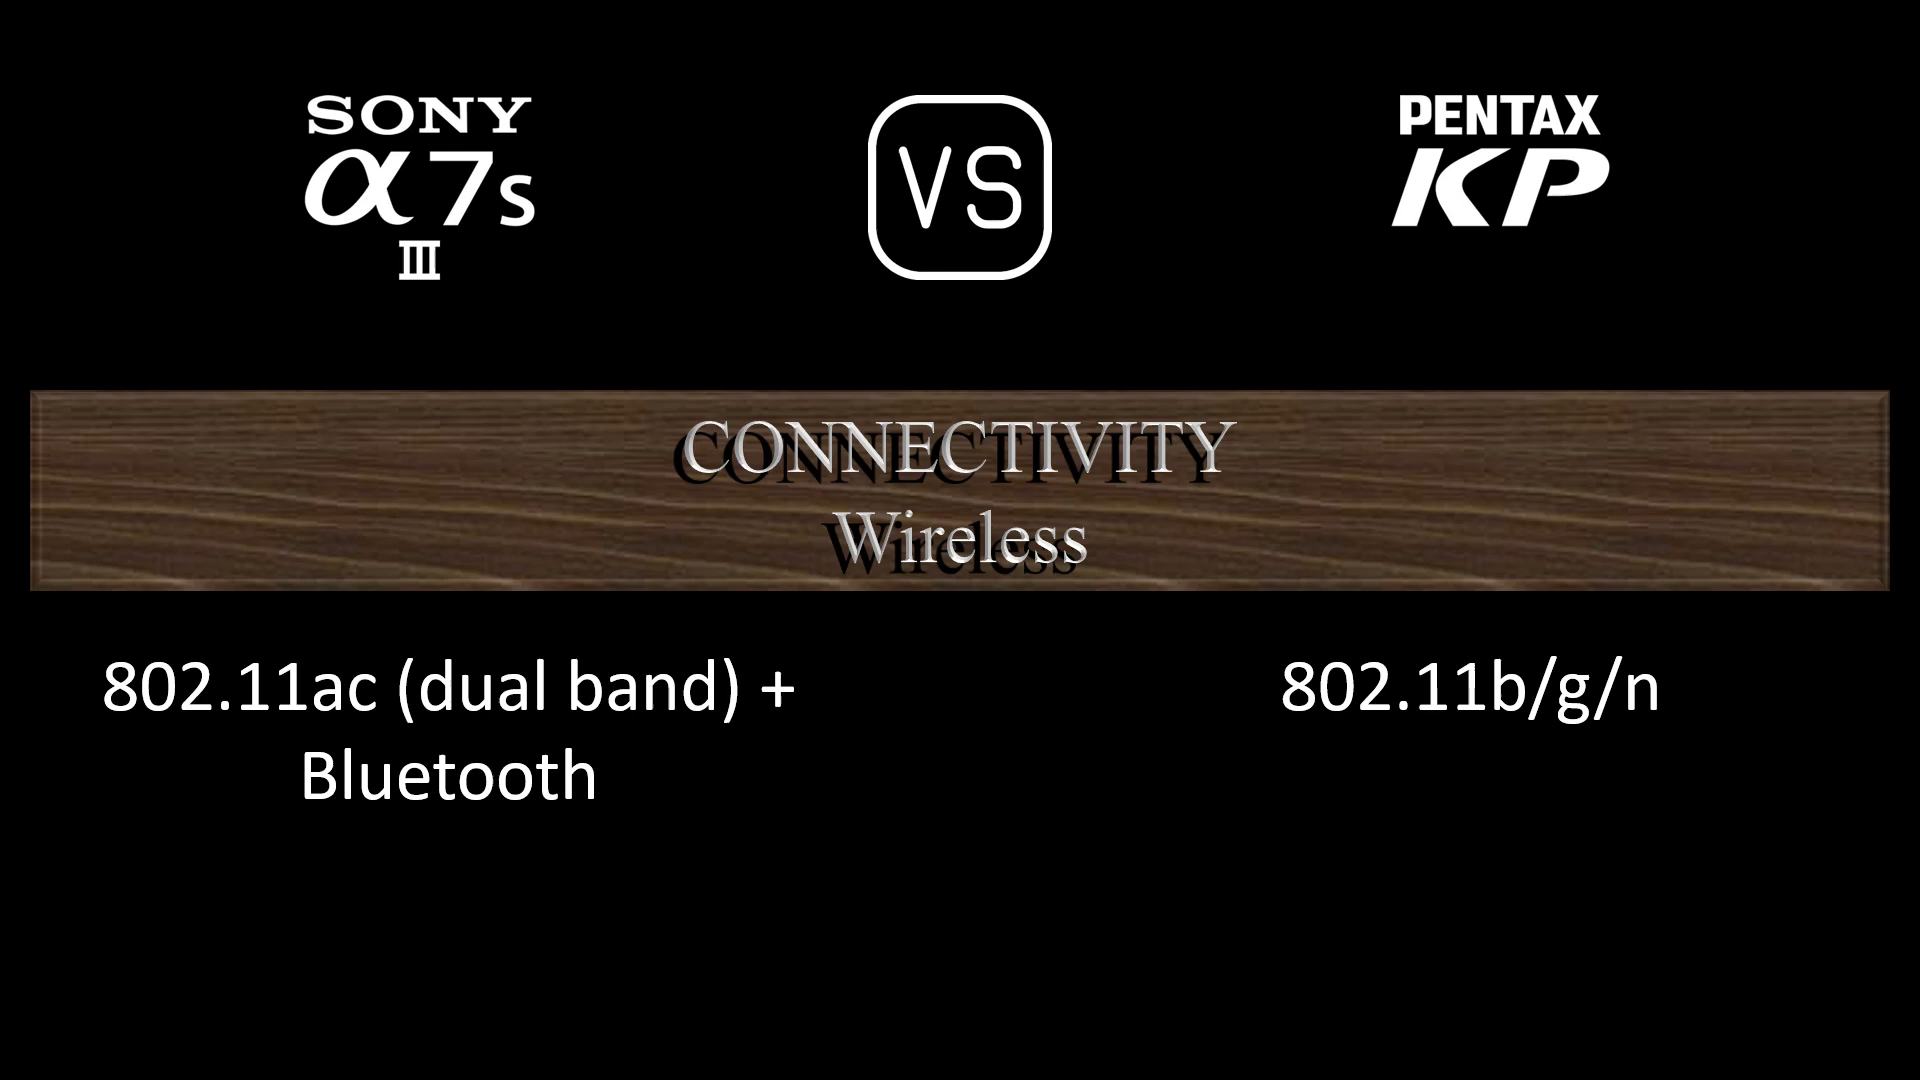 SONY
α7s
III
VS
PENTAX
KP
CONNECTIVITY
Wireless
802.11ac (dual band) +
Bluetooth
802.11b/g/n